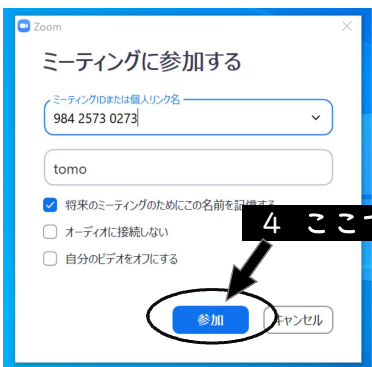 Zoom
ミーティングに参加する
ミーティングIDまたは個人リンク名
984 2573 0273
tomo
将来のミーティングのためにこの名前を記憶する
4 ここ
オーディオに接続しない
自分のビデオをオフにする
参加
キャンセル